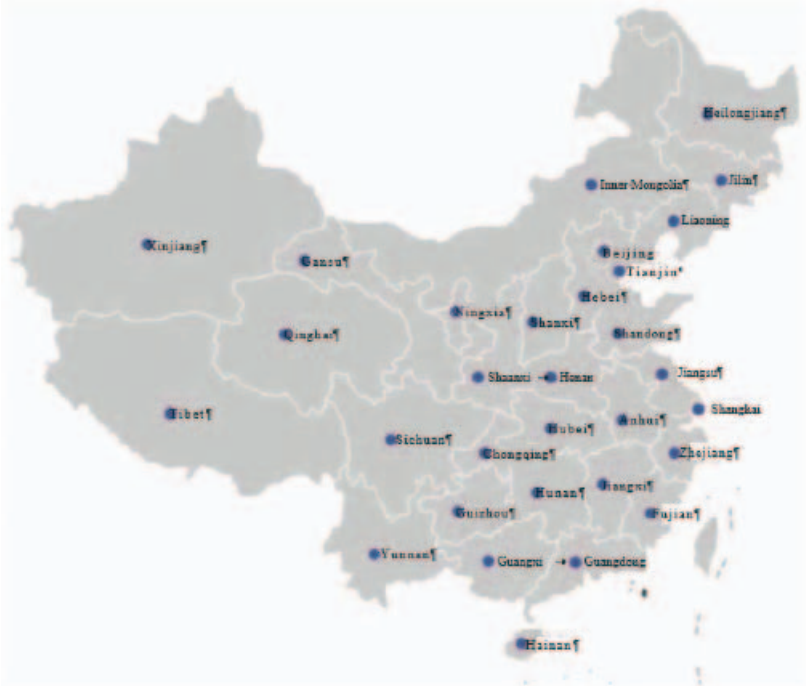 Heilongjiang¶
Inner·Mongolia¶
Jilin¶
Liaoning
Xinjiang¶
Gansu¶
Beijing
Tianjin*
Hebei¶
Ningxia¶
Shanxi¶
Shandong¶
Qinghai¶
Shaanxi → Henan
Jiangsu¶
Shanghai
Tibet¶
Anhui¶
Hubei¶
Sichuan¶
Chongqing¶
Zhejiang¶
Hunan¶
Jiangxi¶
Guizhou¶
Fujian¶
Yunnan¶
Guangxi → Guangdong
Hainan¶